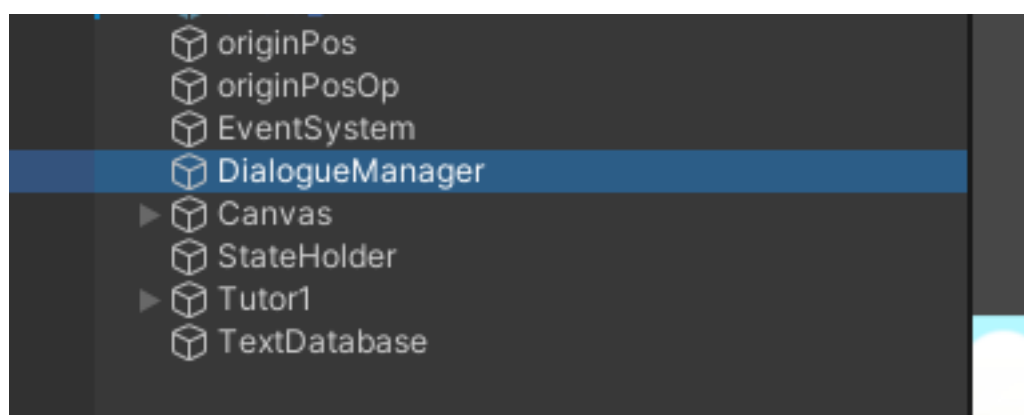 originPos
originPosOp
EventSystem
DialogueManager
Canvas
StateHolder
Tutor1
TextDatabase